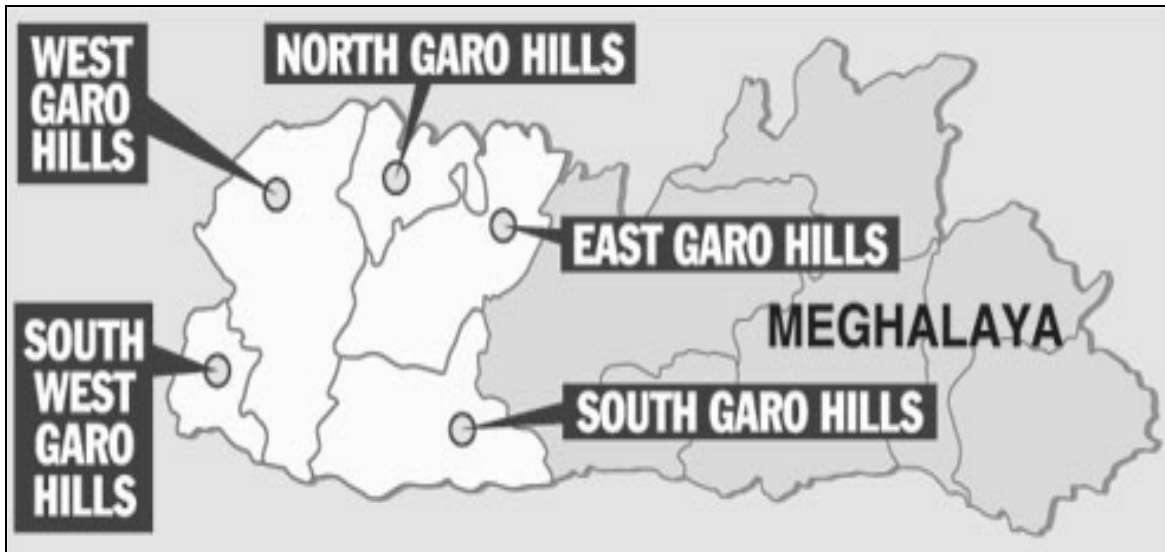 WEST
GARO
HILLS
NORTH GARO HILLS
EAST GARO HILLS
MEGHALAYA
SOUTH
WEST
GARO
HILLS
SOUTH GARO HILLS